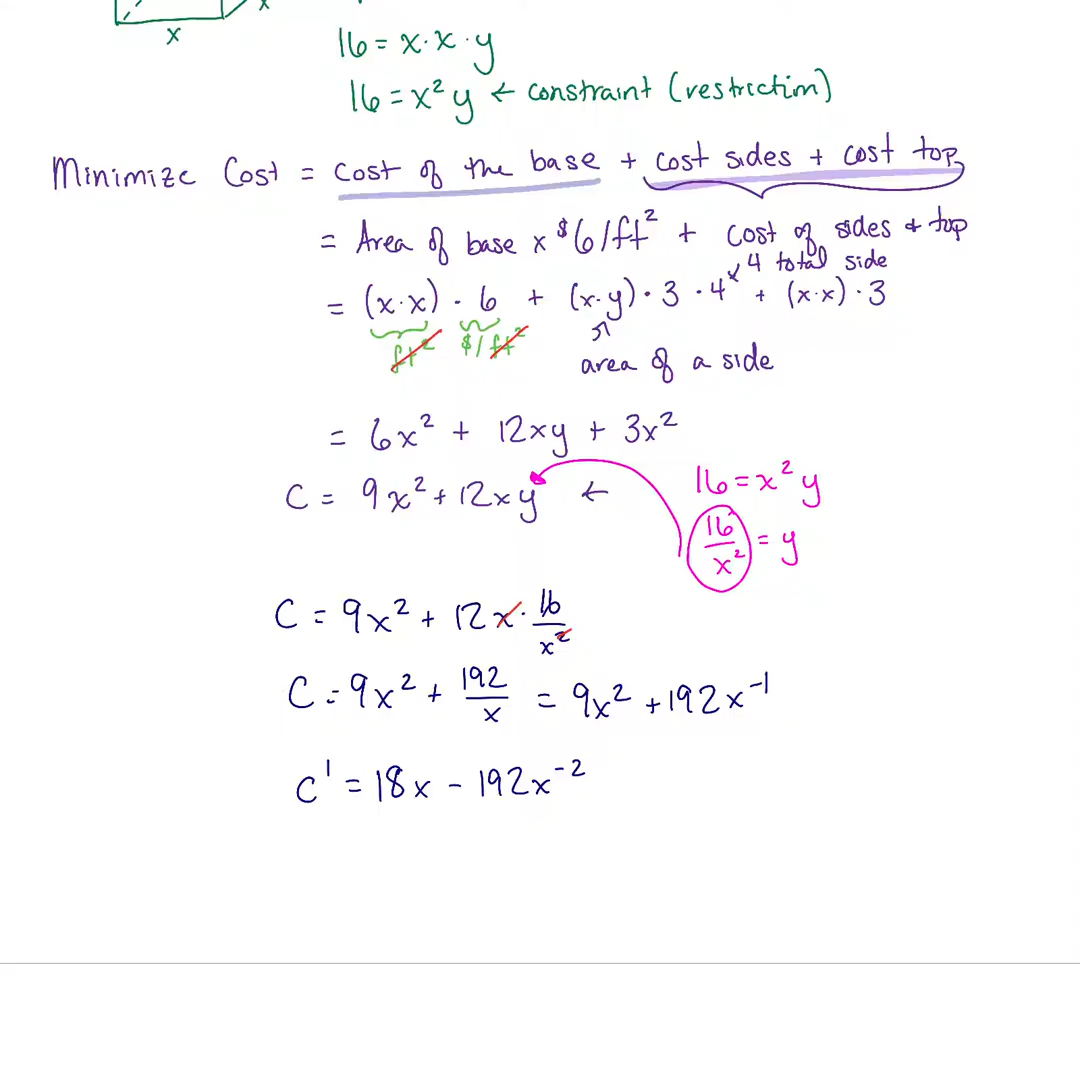 x
x
16 = x·x·y
16 = x²y ← constraint (restriction)
Minimize Cost = cost of the base + cost sides + cost top
= Area of base x $6/ft² + cost of sides + top
4 total side
= (x·x) · 6 + (x·y) · 3 · 4 + (x·x) · 3
ft² $/ft²
area of a side
= 6x² + 12xy + 3x²
C = 9x² + 12xy ←
16 = x²y
16/x² = y
C = 9x² + 12x · 16/x²
C = 9x² + 192/x = 9x² + 192x⁻¹
C' = 18x - 192x⁻²